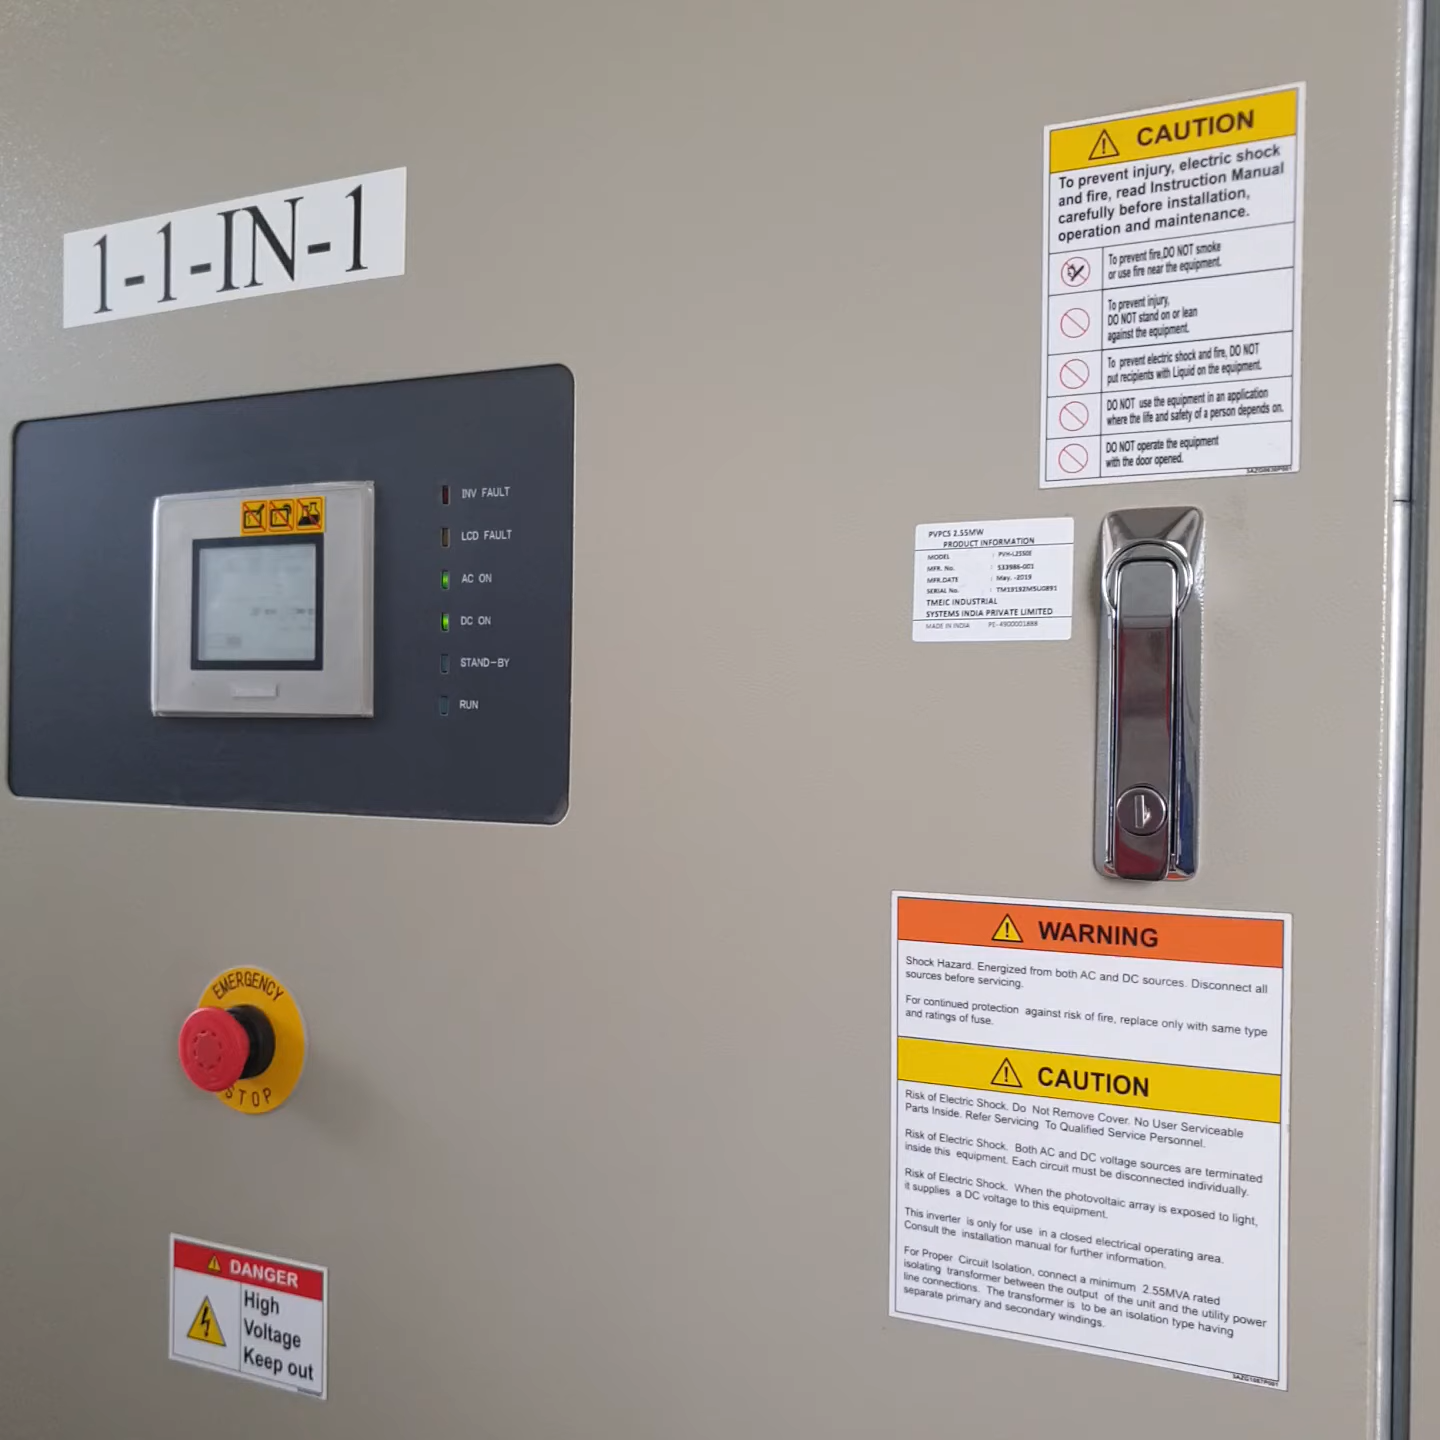 1-1-IN-1
INV FAULT
LCD FAULT
AC ON
DC ON
STAND-BY
RUN
EMERGENCY
STOP
DANGER
High
Voltage
Keep out
CAUTION
To prevent injury, electric shock
and fire, read Instruction Manual
carefully before installation,
operation and maintenance.
To prevent fire,DO NOT smoke
or use fire near the equipment.
To prevent injury,
DO NOT stand on or lean
against the equipment.
To prevent electric shock and fire, DO NOT
put recipients with Liquid on the equipment.
DO NOT use the equipment in an application
where the life and safety of a person depends on.
DO NOT operate the equipment
with the door opened.
PVPCS 2.55MW
PRODUCT INFORMATION
MODEL : PVH-L2550E
MFR. No. : 533986-001
MFR.DATE : May. -2019
SERIAL No. :
TMEIC INDUSTRIAL
SYSTEMS INDIA PRIVATE LIMITED
MADE IN INDIA PI-4900001888
WARNING
Shock Hazard. Energized from both AC and DC sources. Disconnect all
sources before servicing.
For continued protection against risk of fire, replace only with same type
and ratings of fuse.
CAUTION
Risk of Electric Shock. Do Not Remove Cover. No User Serviceable
Parts Inside. Refer Servicing To Qualified Service Personnel.
Risk of Electric Shock. Both AC and DC voltage sources are terminated
inside this equipment. Each circuit must be disconnected individually.
Risk of Electric Shock. When the photovoltaic array is exposed to light,
it supplies a DC voltage to this equipment.
This inverter is only for use in a closed electrical operating area.
Consult the installation manual for further information.
For Proper Circuit Isolation, connect a minimum 2.55MVA rated
isolating transformer between the output of the unit and the utility power
line connections. The transformer is to be an isolation type having
separate primary and secondary windings.